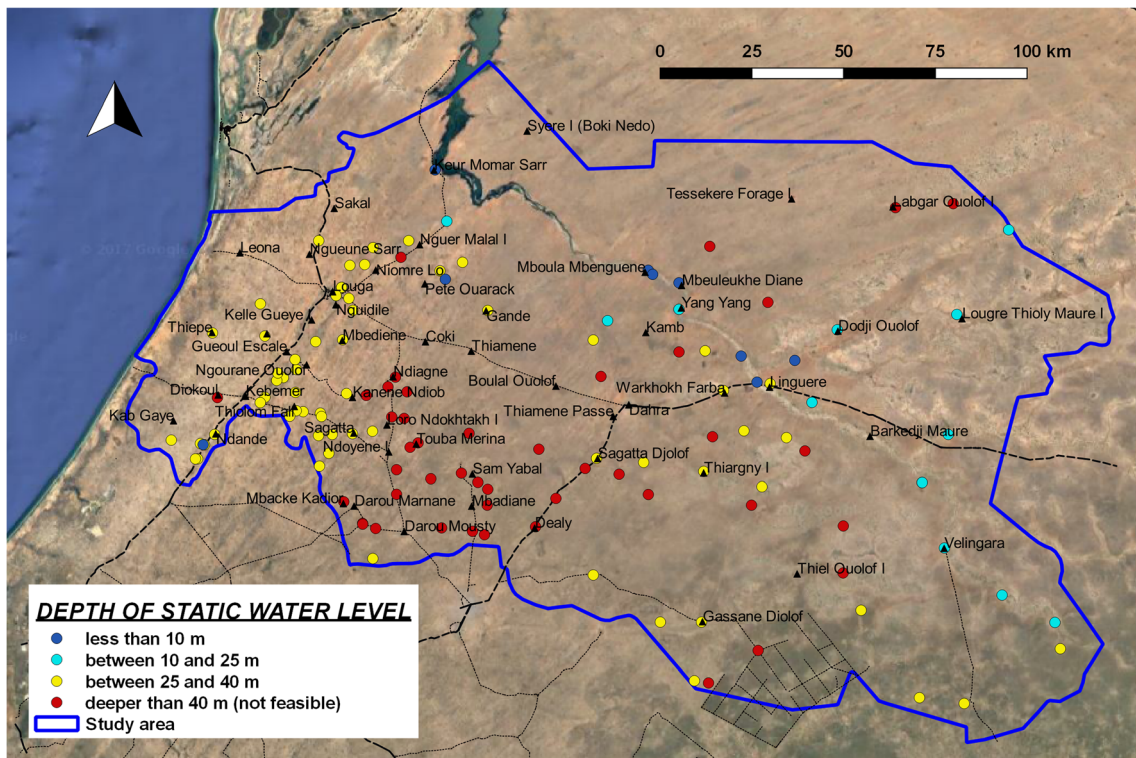 0 25 50 75 100 km
Syere I (Boki Nedo)
Keur Momar Sarr
Tessekere Forage I
Labgar Ouolof I
Sakal
Leona
Ngueune Sarr
Nguer Malal I
© 2017 Google
Niomre Lo
Mboula Mbenguene
Pete Ouarack
Mbeuleukhe Diane
Louga
Nguidile
Yang Yang
Gande
Kelle Gueye
Lougre Thioly Maure I
Thiepe
Mbediene
Coki
Kamb
Dodji Ouolof
Gueoul Escale
Thiamene
Ngourane Ouolof
Ndiagne
Boulal Ouolof
Warkhokh Farba
Linguere
Diokoul
Kebemer
Kanene Ndiob
Thiolom Fall
Thiamene Passe
Dahra
Kab Gaye
Ndokhtakh I
Sagatta
Touba Merina
Barkedji Maure
Ndande
Ndoyene
Sagatta Djolof
Sam Yabal
Thiargny I
Mbacke Kadior
Darou Marnane
Mbadiane
Darou Mousty
Dealy
Velingara
Thiel Ouolof I
Gassane Diolof
DEPTH OF STATIC WATER LEVEL
less than 10 m
between 10 and 25 m
between 25 and 40 m
deeper than 40 m (not feasible)
Study area